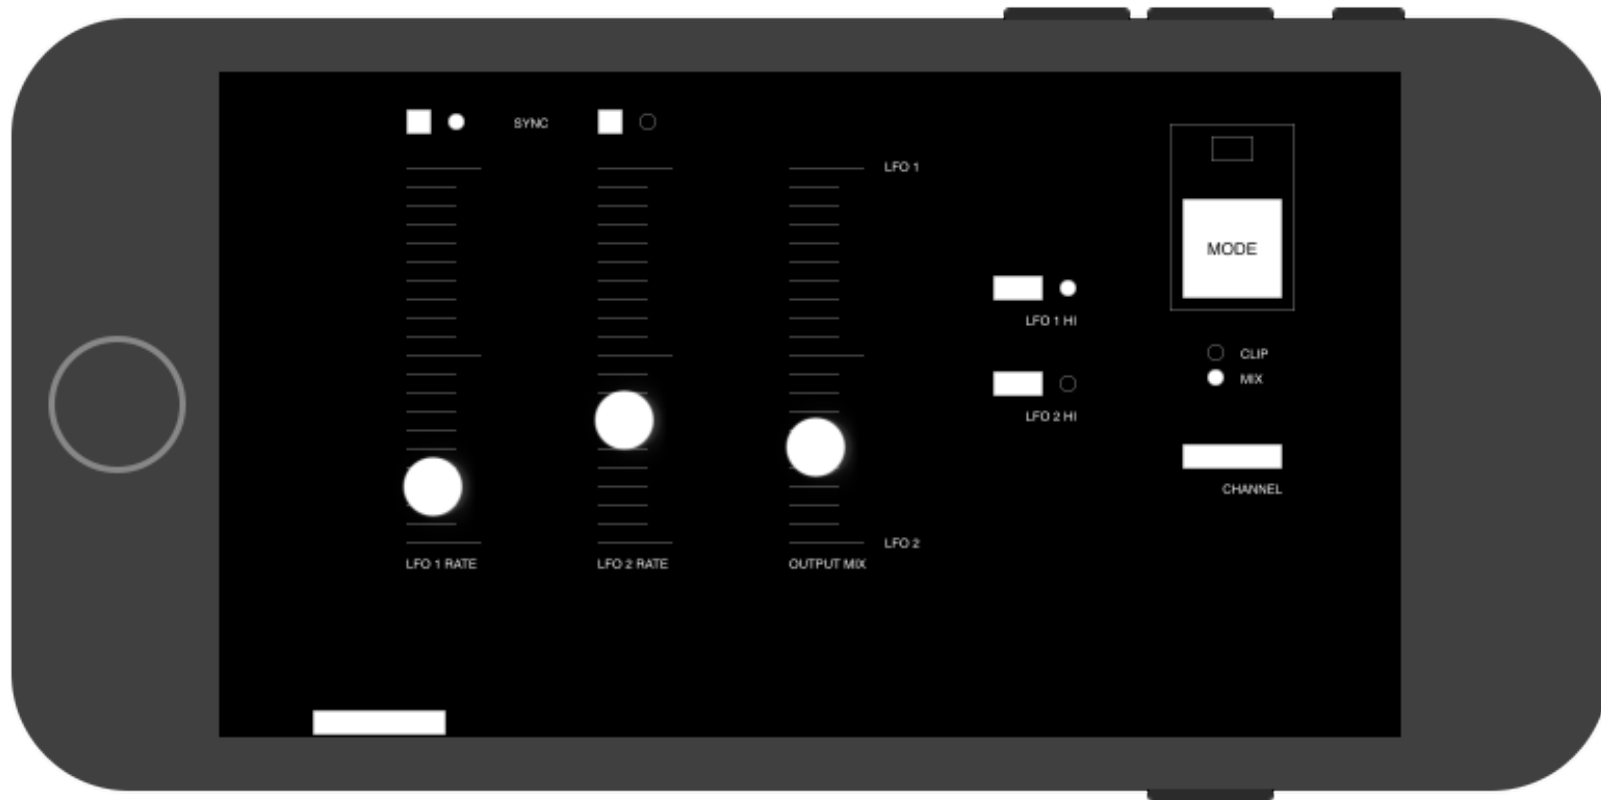 SYNC
LFO 1
MODE
LFO 1 HI
CLIP
MIX
LFO 2 HI
CHANNEL
LFO 2
LFO 1 RATE
LFO 2 RATE
OUTPUT MIX